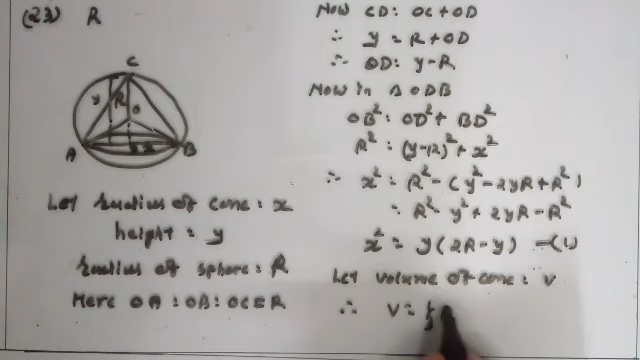 (23) R
C
y R
O
A D x B
Let radius of cone : x
height = y
radius of sphere : R
Here OA : OB : OC = R
Now CD : OC + OD
∴ y = R + OD
∴ OD : y - R
Now in Δ ODB
OB² = OD² + BD²
R² = (y-R)² + x²
∴ x² = R² - (y² - 2yR + R²)
= R² - y² + 2yR - R²
x² = y(2R - y) —(1)
Let volume of cone : V
∴ V =